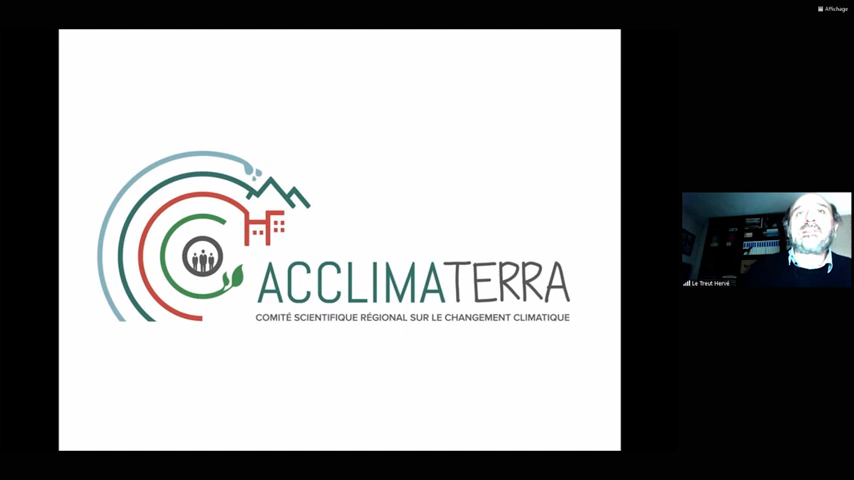 Affichage
ACCLIMATERRA
COMITÉ SCIENTIFIQUE RÉGIONAL SUR LE CHANGEMENT CLIMATIQUE
Le Treut Hervé